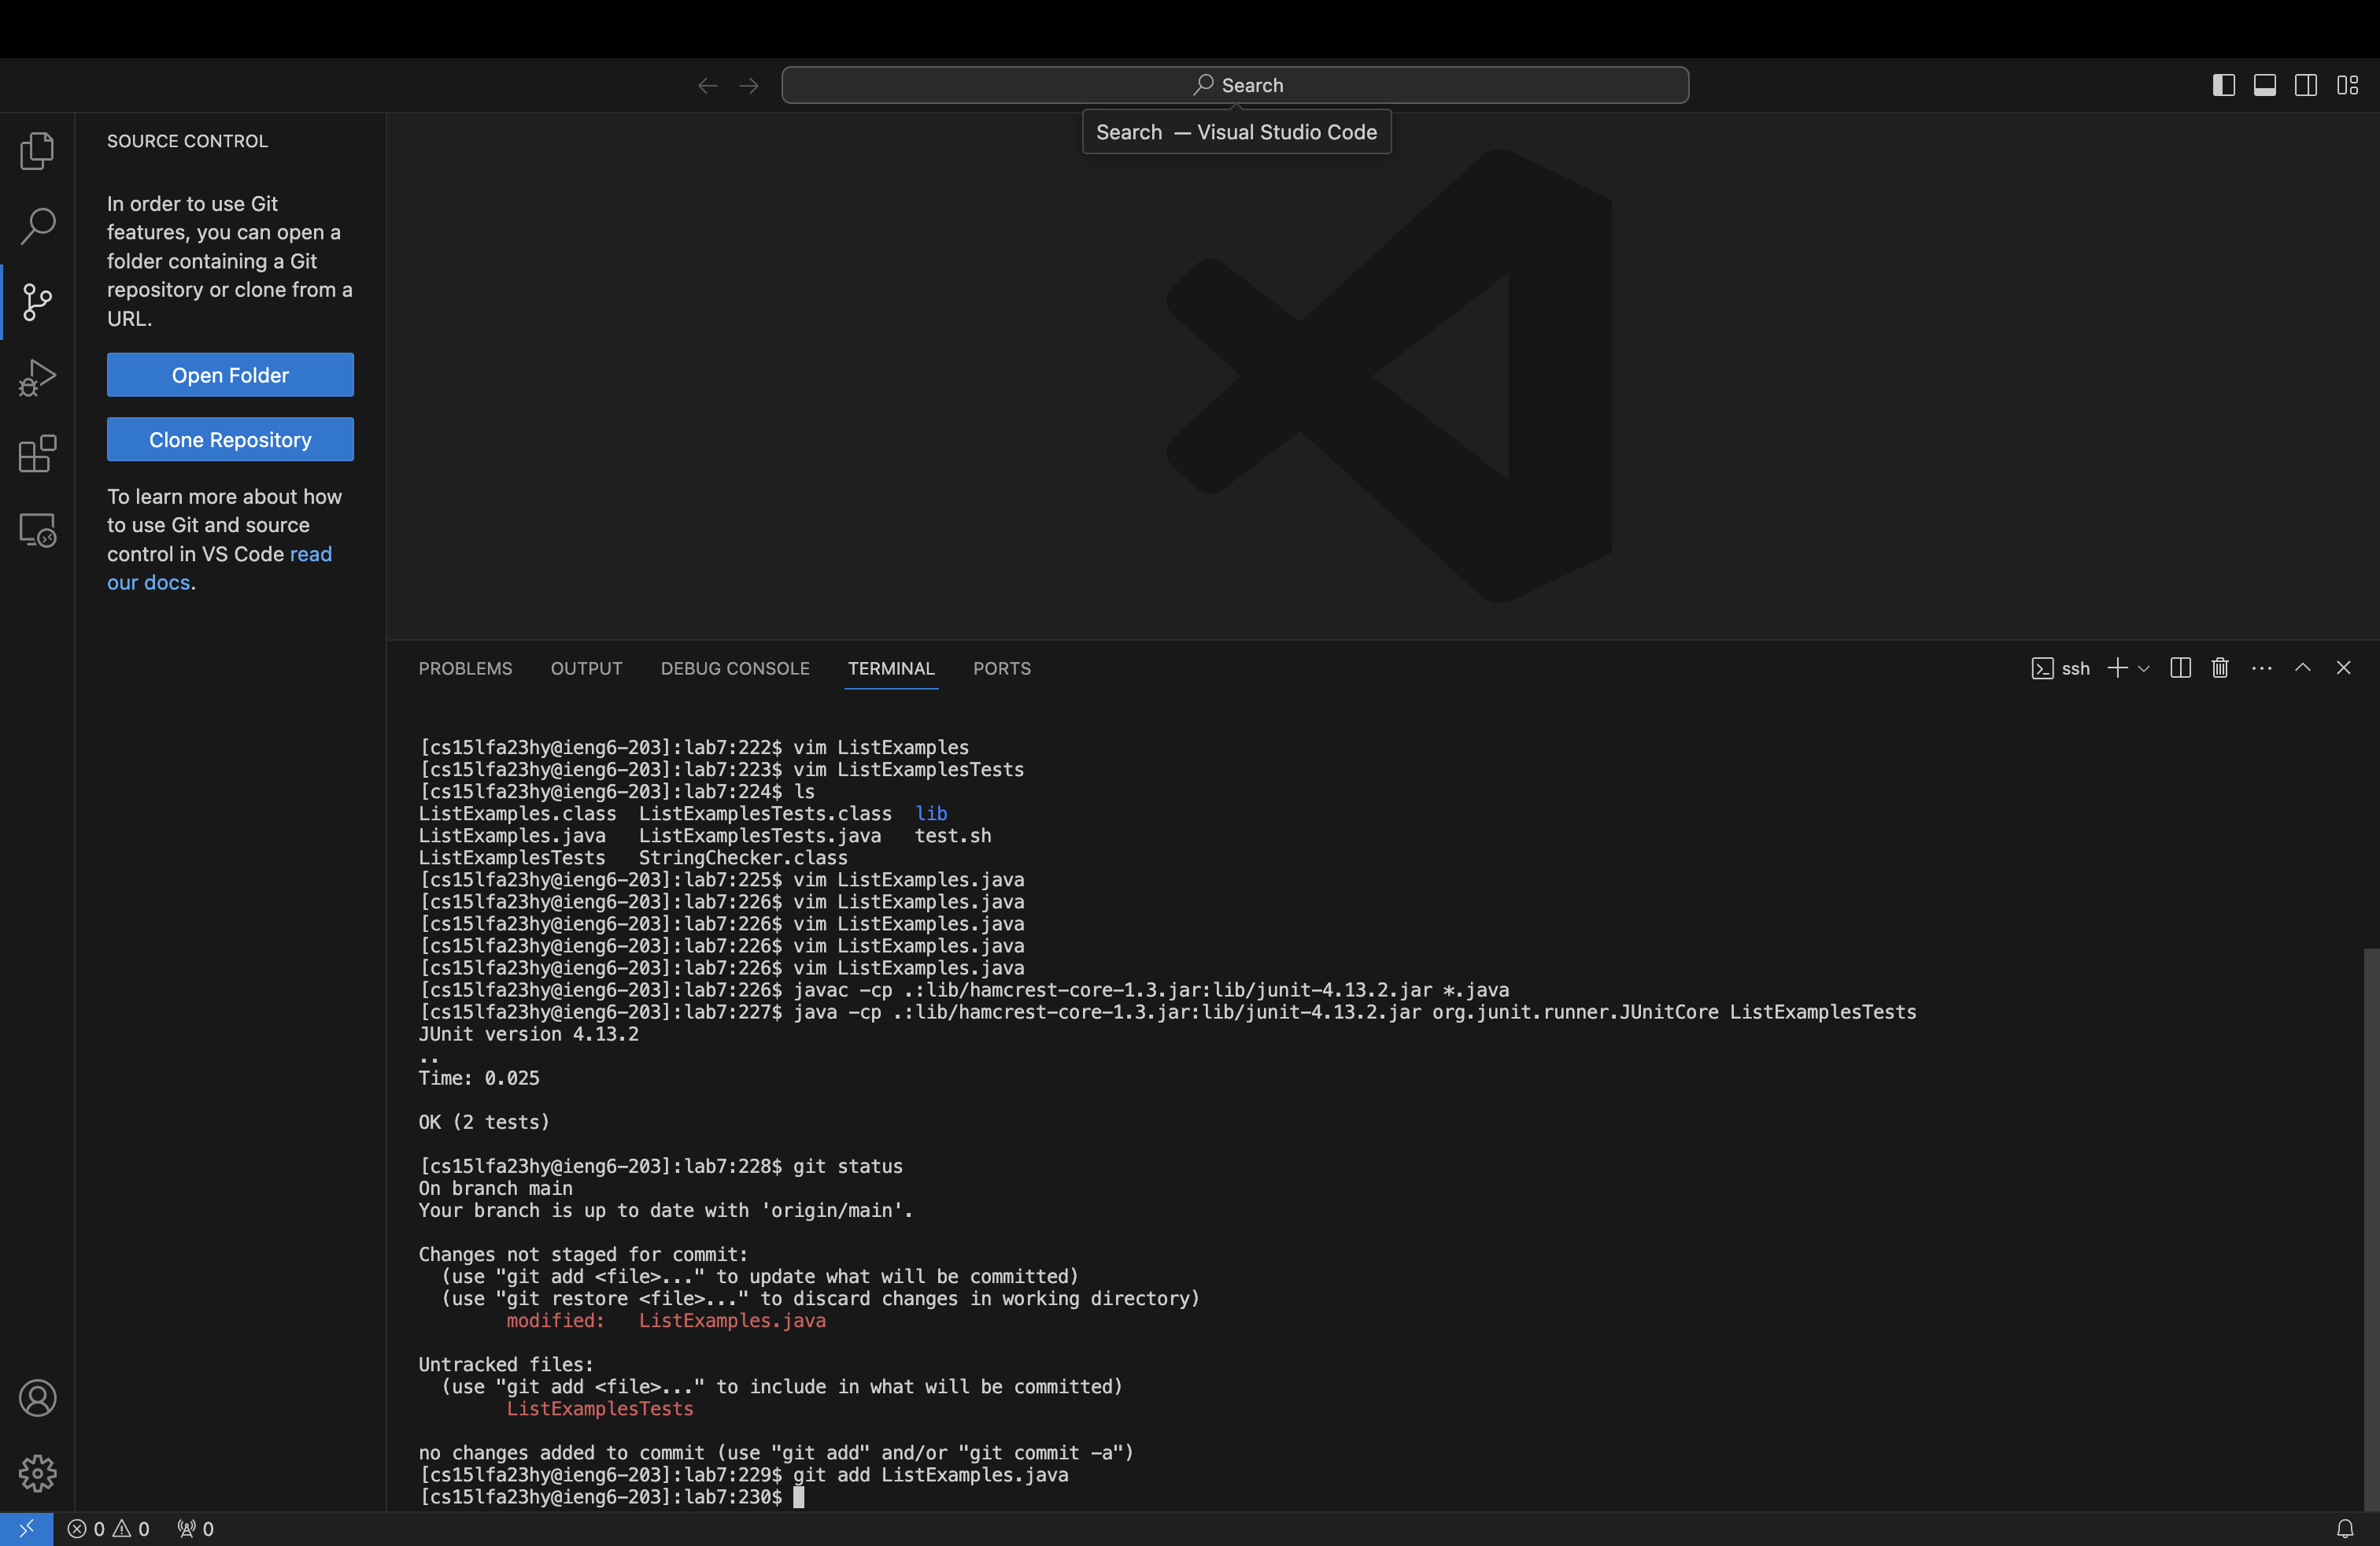 Search
Search — Visual Studio Code
SOURCE CONTROL
In order to use Git
features, you can open a
folder containing a Git
repository or clone from a
URL.
Open Folder
Clone Repository
To learn more about how
to use Git and source
control in VS Code read
our docs.
PROBLEMS OUTPUT DEBUG CONSOLE TERMINAL PORTS
ssh
[cs15lfa23hy@ieng6-203]:lab7:222$ vim ListExamples
[cs15lfa23hy@ieng6-203]:lab7:223$ vim ListExamplesTests
[cs15lfa23hy@ieng6-203]:lab7:224$ ls
ListExamples.class  ListExamplesTests.class  lib
ListExamples.java   ListExamplesTests.java   test.sh
ListExamplesTests   StringChecker.class
[cs15lfa23hy@ieng6-203]:lab7:225$ vim ListExamples.java
[cs15lfa23hy@ieng6-203]:lab7:226$ vim ListExamples.java
[cs15lfa23hy@ieng6-203]:lab7:226$ vim ListExamples.java
[cs15lfa23hy@ieng6-203]:lab7:226$ vim ListExamples.java
[cs15lfa23hy@ieng6-203]:lab7:226$ vim ListExamples.java
[cs15lfa23hy@ieng6-203]:lab7:226$ javac -cp .:lib/hamcrest-core-1.3.jar:lib/junit-4.13.2.jar *.java
[cs15lfa23hy@ieng6-203]:lab7:227$ java -cp .:lib/hamcrest-core-1.3.jar:lib/junit-4.13.2.jar org.junit.runner.JUnitCore ListExamplesTests
JUnit version 4.13.2
..
Time: 0.025
OK (2 tests)
[cs15lfa23hy@ieng6-203]:lab7:228$ git status
On branch main
Your branch is up to date with 'origin/main'.
Changes not staged for commit:
  (use "git add <file>..." to update what will be committed)
  (use "git restore <file>..." to discard changes in working directory)
        modified:   ListExamples.java
Untracked files:
  (use "git add <file>..." to include in what will be committed)
        ListExamplesTests
no changes added to commit (use "git add" and/or "git commit -a")
[cs15lfa23hy@ieng6-203]:lab7:229$ git add ListExamples.java
[cs15lfa23hy@ieng6-203]:lab7:230$
0 0 0